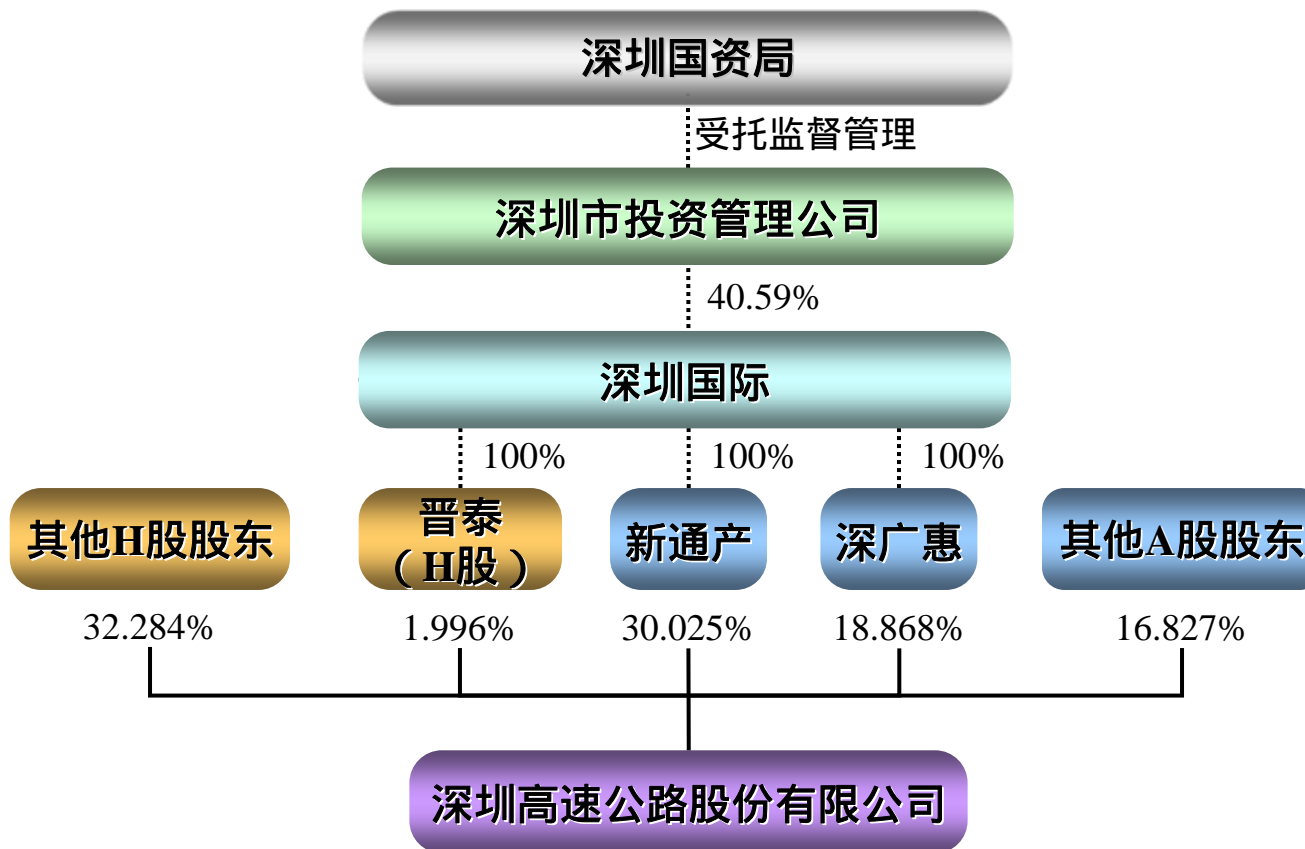 深圳国资局
受托监督管理
深圳市投资管理公司
40.59%
深圳国际
100%
100%
100%
其他H股股东
晋泰
（H股）
新通产
深广惠
其他A股股东
32.284%
1.996%
30.025%
18.868%
16.827%
深圳高速公路股份有限公司